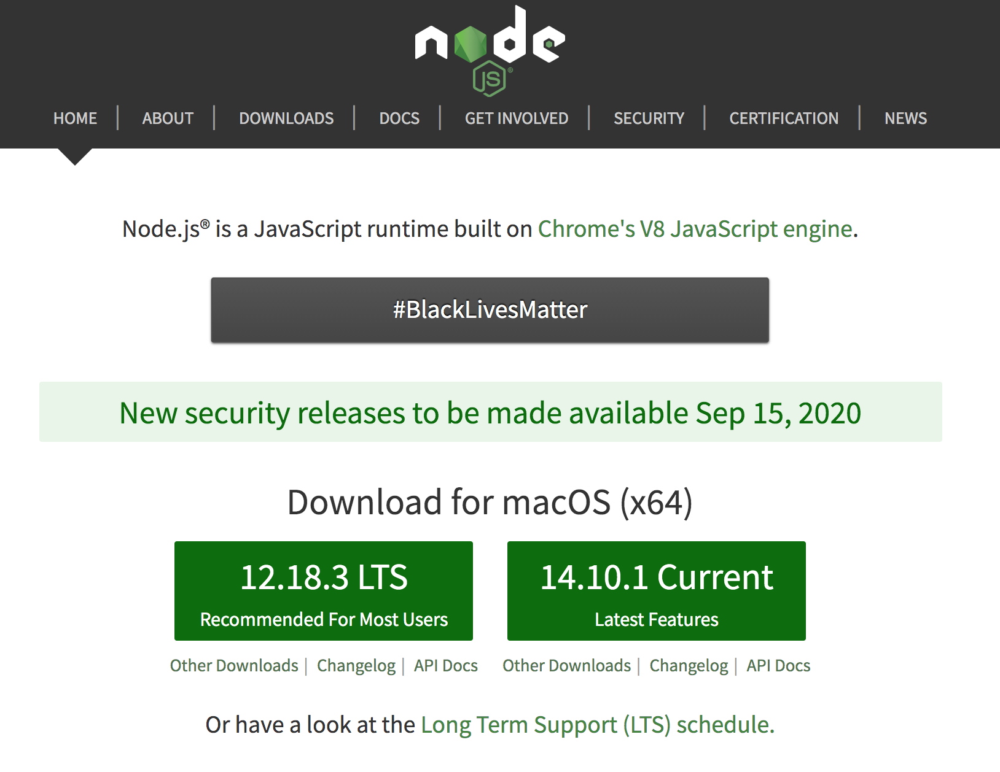 node
JS®
HOME | ABOUT | DOWNLOADS | DOCS | GET INVOLVED | SECURITY | CERTIFICATION | NEWS
Node.js® is a JavaScript runtime built on Chrome's V8 JavaScript engine.
#BlackLivesMatter
New security releases to be made available Sep 15, 2020
Download for macOS (x64)
12.18.3 LTS
Recommended For Most Users
Other Downloads | Changelog | API Docs
14.10.1 Current
Latest Features
Other Downloads | Changelog | API Docs
Or have a look at the Long Term Support (LTS) schedule.